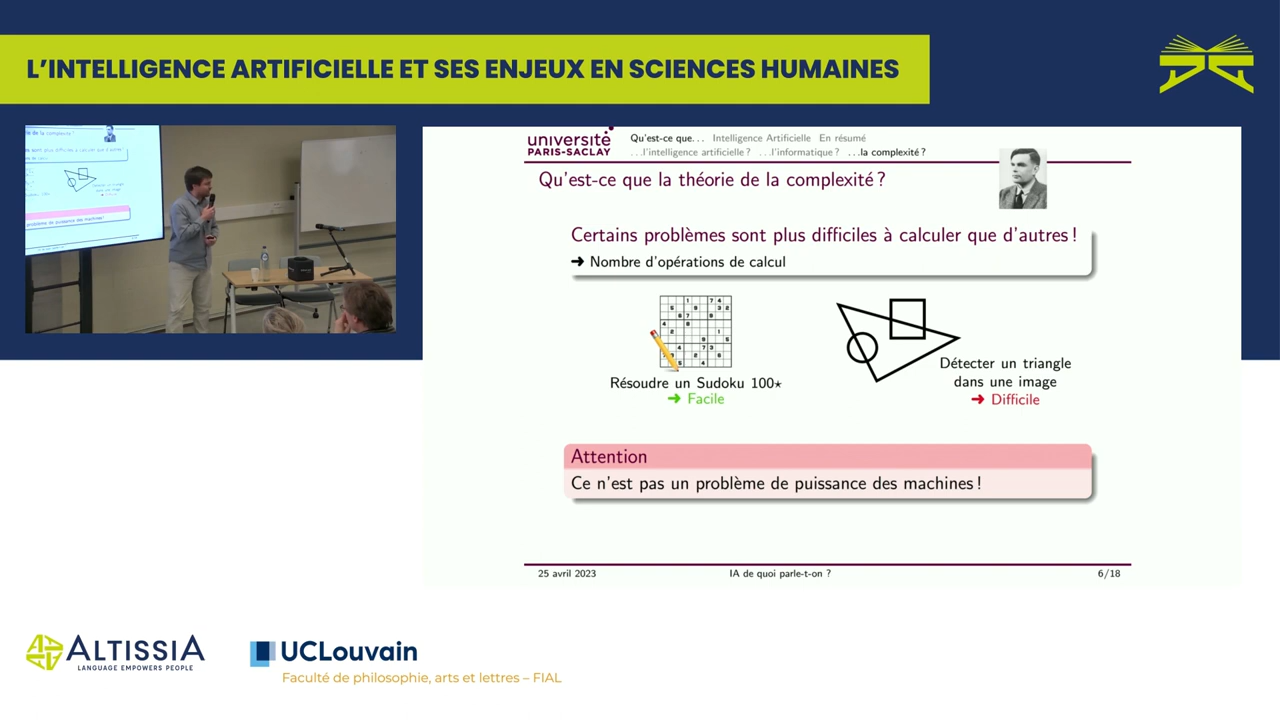 L'INTELLIGENCE ARTIFICIELLE ET SES ENJEUX EN SCIENCES HUMAINES
université
PARIS-SACLAY
Qu'est-ce que... Intelligence Artificielle En résumé
...l'intelligence artificielle ? ...l'informatique ? ...la complexité ?
Qu'est-ce que la théorie de la complexité ?
Certains problèmes sont plus difficiles à calculer que d'autres !
➜ Nombre d'opérations de calcul
Résoudre un Sudoku 100⋆
➜ Facile
Détecter un triangle
dans une image
➜ Difficile
Attention
Ce n'est pas un problème de puissance des machines !
25 avril 2023 IA de quoi parle-t-on ? 6/18
ALTISSIA
LANGUAGE EMPOWERS PEOPLE
UCLouvain
Faculté de philosophie, arts et lettres – FIAL